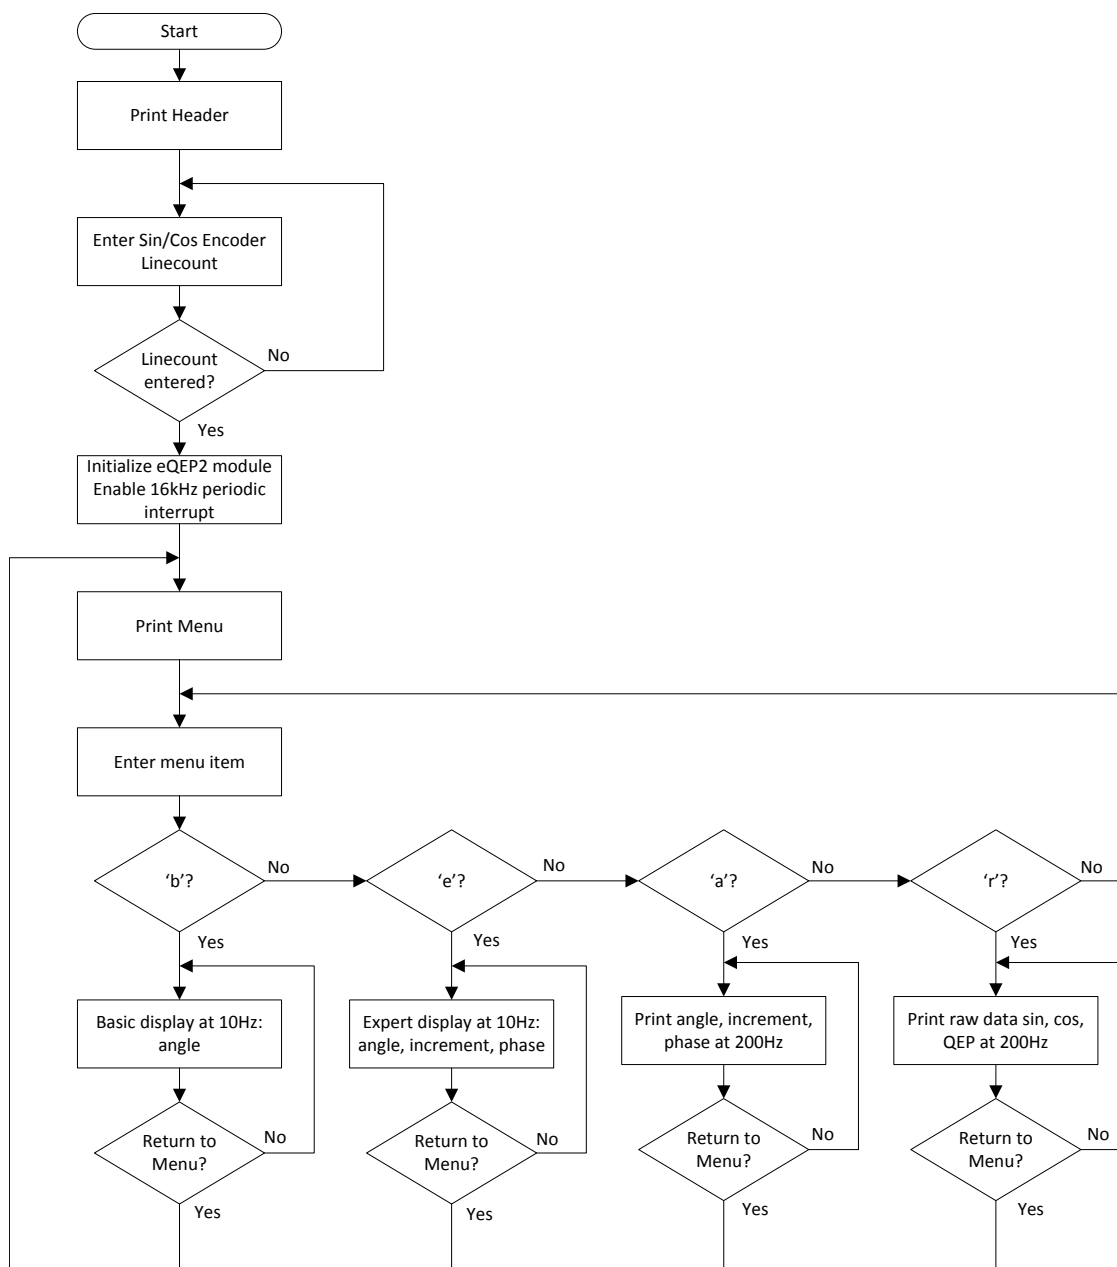 Start
Print Header
Enter Sin/Cos Encoder
Linecount
Linecount
entered?
No
Yes
Initialize eQEP2 module
Enable 16kHz periodic
interrupt
Print Menu
Enter menu item
‘b’?
No
‘e’?
No
‘a’?
No
‘r’?
No
Yes
Yes
Yes
Yes
Basic display at 10Hz:
angle
Expert display at 10Hz:
angle, increment, phase
Print angle, increment,
phase at 200Hz
Print raw data sin, cos,
QEP at 200Hz
Return to
Menu?
No
Return to
Menu?
No
Return to
Menu?
No
Return to
Menu?
No
Yes
Yes
Yes
Yes